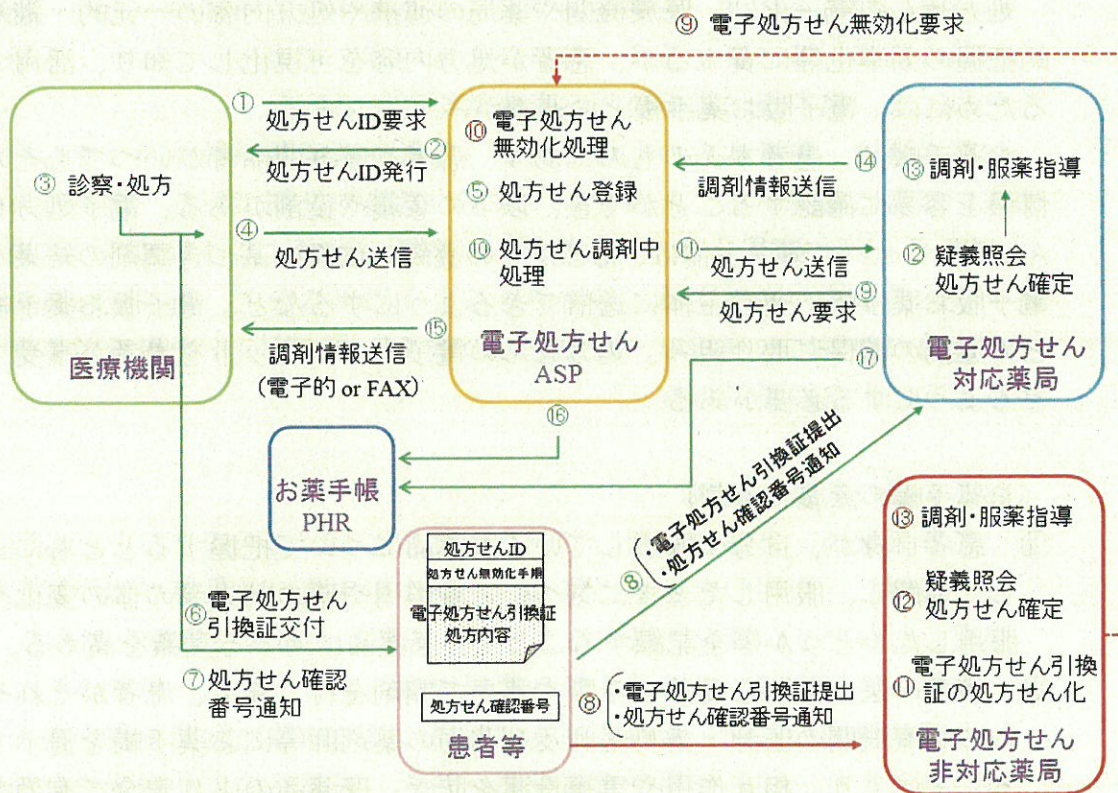 ⑨ 電子処方せん無効化要求
①
処方せんID要求
②
処方せんID発行
③ 診察・処方
④
処方せん送信
⑮
調剤情報送信
(電子的 or FAX)
医療機関
⑩ 電子処方せん
無効化処理
⑤ 処方せん登録
⑩ 処方せん調剤中
処理
電子処方せん
ASP
⑭
調剤情報送信
⑪
処方せん送信
⑨
処方せん要求
⑰
⑬ 調剤・服薬指導
⑫ 疑義照会
処方せん確定
電子処方せん
対応薬局
⑯
お薬手帳
PHR
⑥ 電子処方せん
引換証交付
⑦ 処方せん確認
番号通知
処方せんID
処方せん無効化手順
電子処方せん引換証
処方内容
処方せん確認番号
患者等
⑧
・電子処方せん引換証提出
・処方せん確認番号通知
⑧
・電子処方せん引換証提出
・処方せん確認番号通知
⑬ 調剤・服薬指導
⑫ 疑義照会
処方せん確定
⑪ 電子処方せん引換
証の処方せん化
電子処方せん
非対応薬局